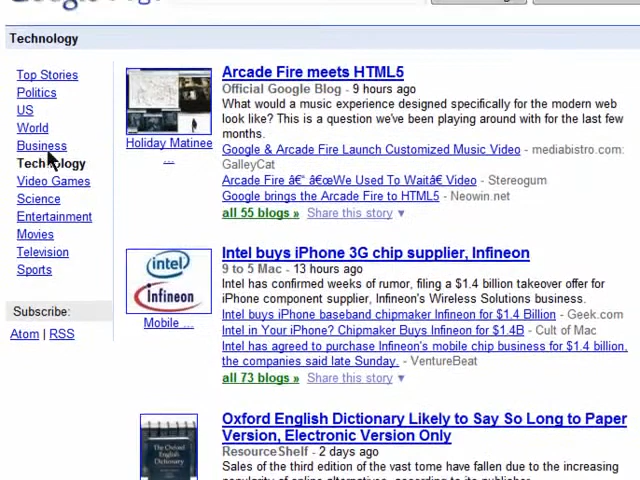 Technology
Top Stories
Politics
US
World
Business
Technology
Video Games
Science
Entertainment
Movies
Television
Sports
Subscribe:
Atom | RSS
Holiday Matinee
...
Arcade Fire meets HTML5
Official Google Blog - 9 hours ago
What would a music experience designed specifically for the modern web
look like? This is a question we've been playing around with for the last few
months.
Google & Arcade Fire Launch Customized Music Video - mediabistro.com:
GalleyCat
Arcade Fire â€“ â€œWe Used To Waitâ€ Video - Stereogum
Google brings the Arcade Fire to HTML5 - Neowin.net
all 55 blogs » Share this story ▼
intel
Infineon
Mobile ...
Intel buys iPhone 3G chip supplier, Infineon
9 to 5 Mac - 13 hours ago
Intel has confirmed weeks of rumor, filing a $1.4 billion takeover offer for
iPhone component supplier, Infineon's Wireless Solutions business.
Intel buys iPhone baseband chipmaker Infineon for $1.4 Billion - Geek.com
Intel in Your iPhone? Chipmaker Buys Infineon for $1.4B - Cult of Mac
Intel has agreed to purchase Infineon's mobile chip business for $1.4 billion,
the companies said late Sunday. - VentureBeat
all 73 blogs » Share this story ▼
The Oxford
English
Dictionary
Oxford English Dictionary Likely to Say So Long to Paper
Version, Electronic Version Only
ResourceShelf - 2 days ago
Sales of the third edition of the vast tome have fallen due to the increasing
popularity of online alternatives, according to its publisher.